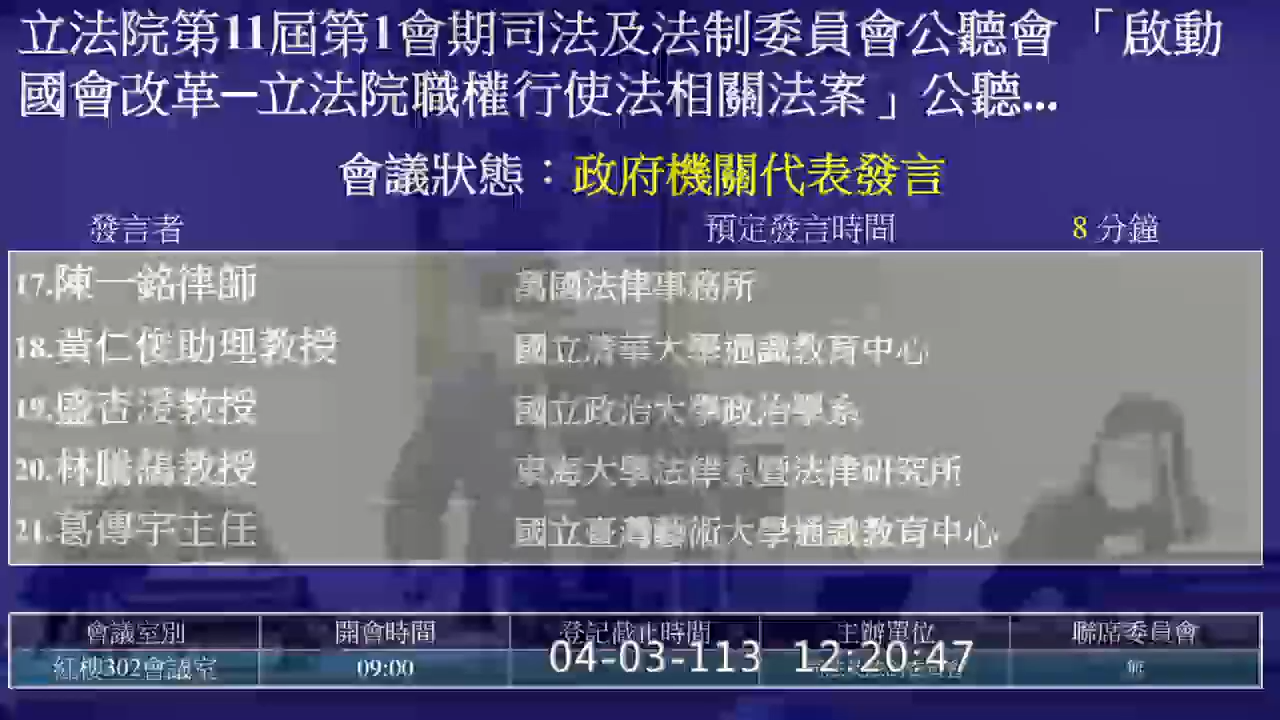 立法院第11屆第1會期司法及法制委員會公聽會 「啟動
國會改革—立法院職權行使法相關法案」公聽...
會議狀態：政府機關代表發言
發言者 預定發言時間 8 分鐘
17.陳一銘律師 萬國法律事務所
18.黃仁俊助理教授 國立清華大學通識教育中心
19.盛杏湲教授 國立政治大學政治學系
20.林騰鷂教授 東海大學法律系暨法律研究所
21.葛傳宇主任 國立臺灣藝術大學通識教育中心
會議室別 開會時間 登記截止時間 主辦單位 聯席委員會
紅樓302會議室 09:00 無
04-03-113 12:20:47